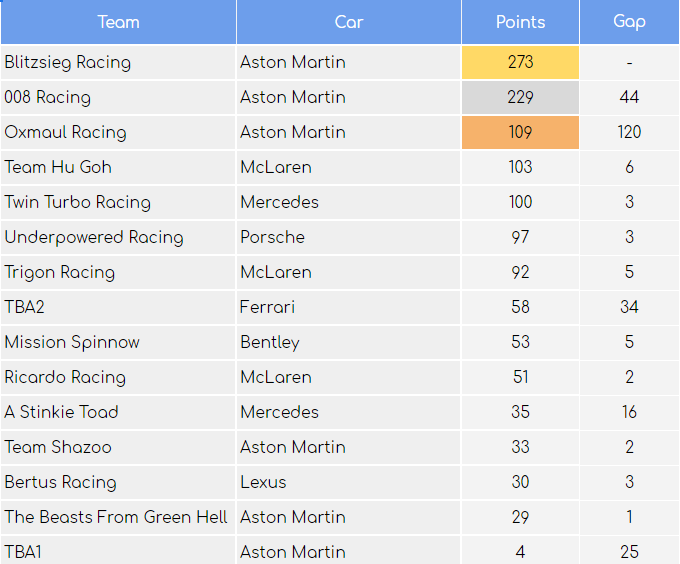 Team Car Points Gap
Blitzsieg Racing Aston Martin 273 -
008 Racing Aston Martin 229 44
Oxmaul Racing Aston Martin 109 120
Team Hu Goh McLaren 103 6
Twin Turbo Racing Mercedes 100 3
Underpowered Racing Porsche 97 3
Trigon Racing McLaren 92 5
TBA2 Ferrari 58 34
Mission Spinnow Bentley 53 5
Ricardo Racing McLaren 51 2
A Stinkie Toad Mercedes 35 16
Team Shazoo Aston Martin 33 2
Bertus Racing Lexus 30 3
The Beasts From Green Hell Aston Martin 29 1
TBA1 Aston Martin 4 25